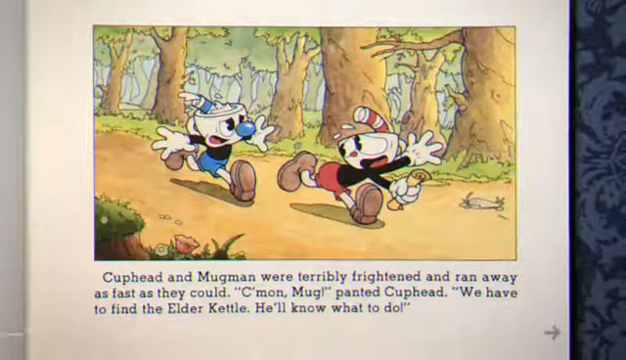 Cuphead and Mugman were terribly frightened and ran away
as fast as they could. "C'mon, Mug!" panted Cuphead. "We have
to find the Elder Kettle. He'll know what to do!"